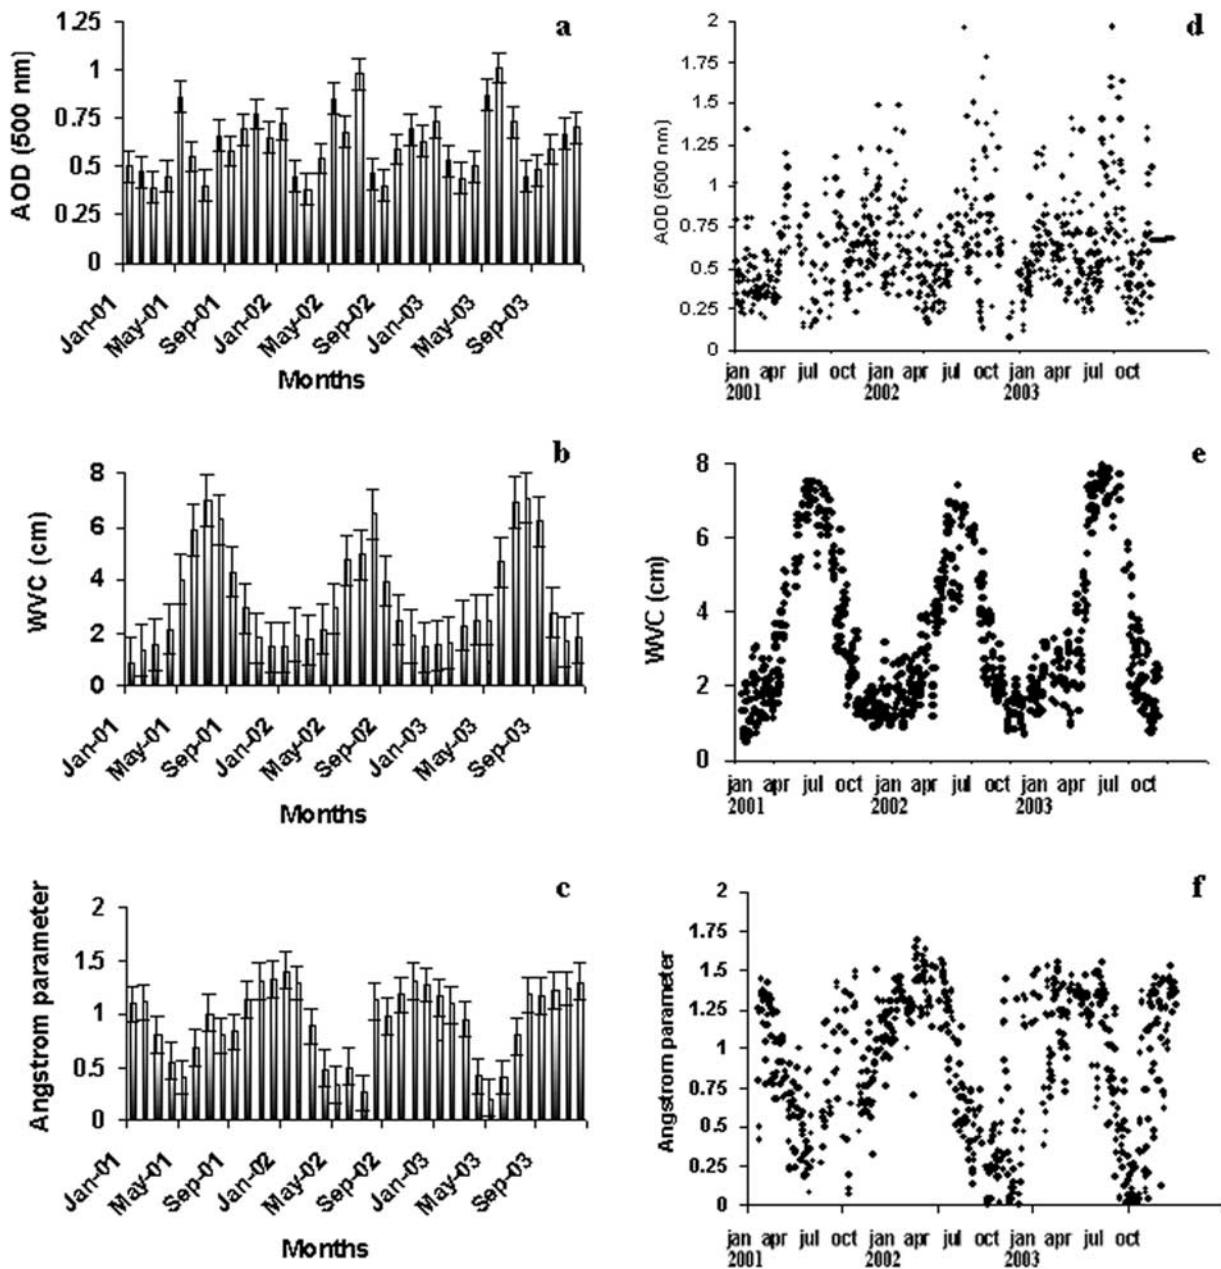 a
1.25
1
0.75
0.5
0.25
0
AOD (500 nm)
Jan-01
May-01
Sep-01
Jan-02
May-02
Sep-02
Jan-03
May-03
Sep-03
Months
d
2
1.75
1.5
1.25
1
0.75
0.5
0.25
0
AOD (500 nm)
jan apr jul oct jan apr jul oct jan apr jul oct
2001 2002 2003
b
8
6
4
2
0
WVC (cm)
Jan-01
May-01
Sep-01
Jan-02
May-02
Sep-02
Jan-03
May-03
Sep-03
Months
e
8
6
4
2
0
WVC (cm)
jan apr jul oct jan apr jul oct jan apr jul oct
2001 2002 2003
c
2
1.5
1
0.5
0
Angstrom parameter
Jan-01
May-01
Sep-01
Jan-02
May-02
Sep-02
Jan-03
May-03
Sep-03
Months
f
2
1.75
1.5
1.25
1
0.75
0.5
0.25
0
Angstrom parameter
jan apr jul oct jan apr jul oct jan apr jul oct
2001 2002 2003